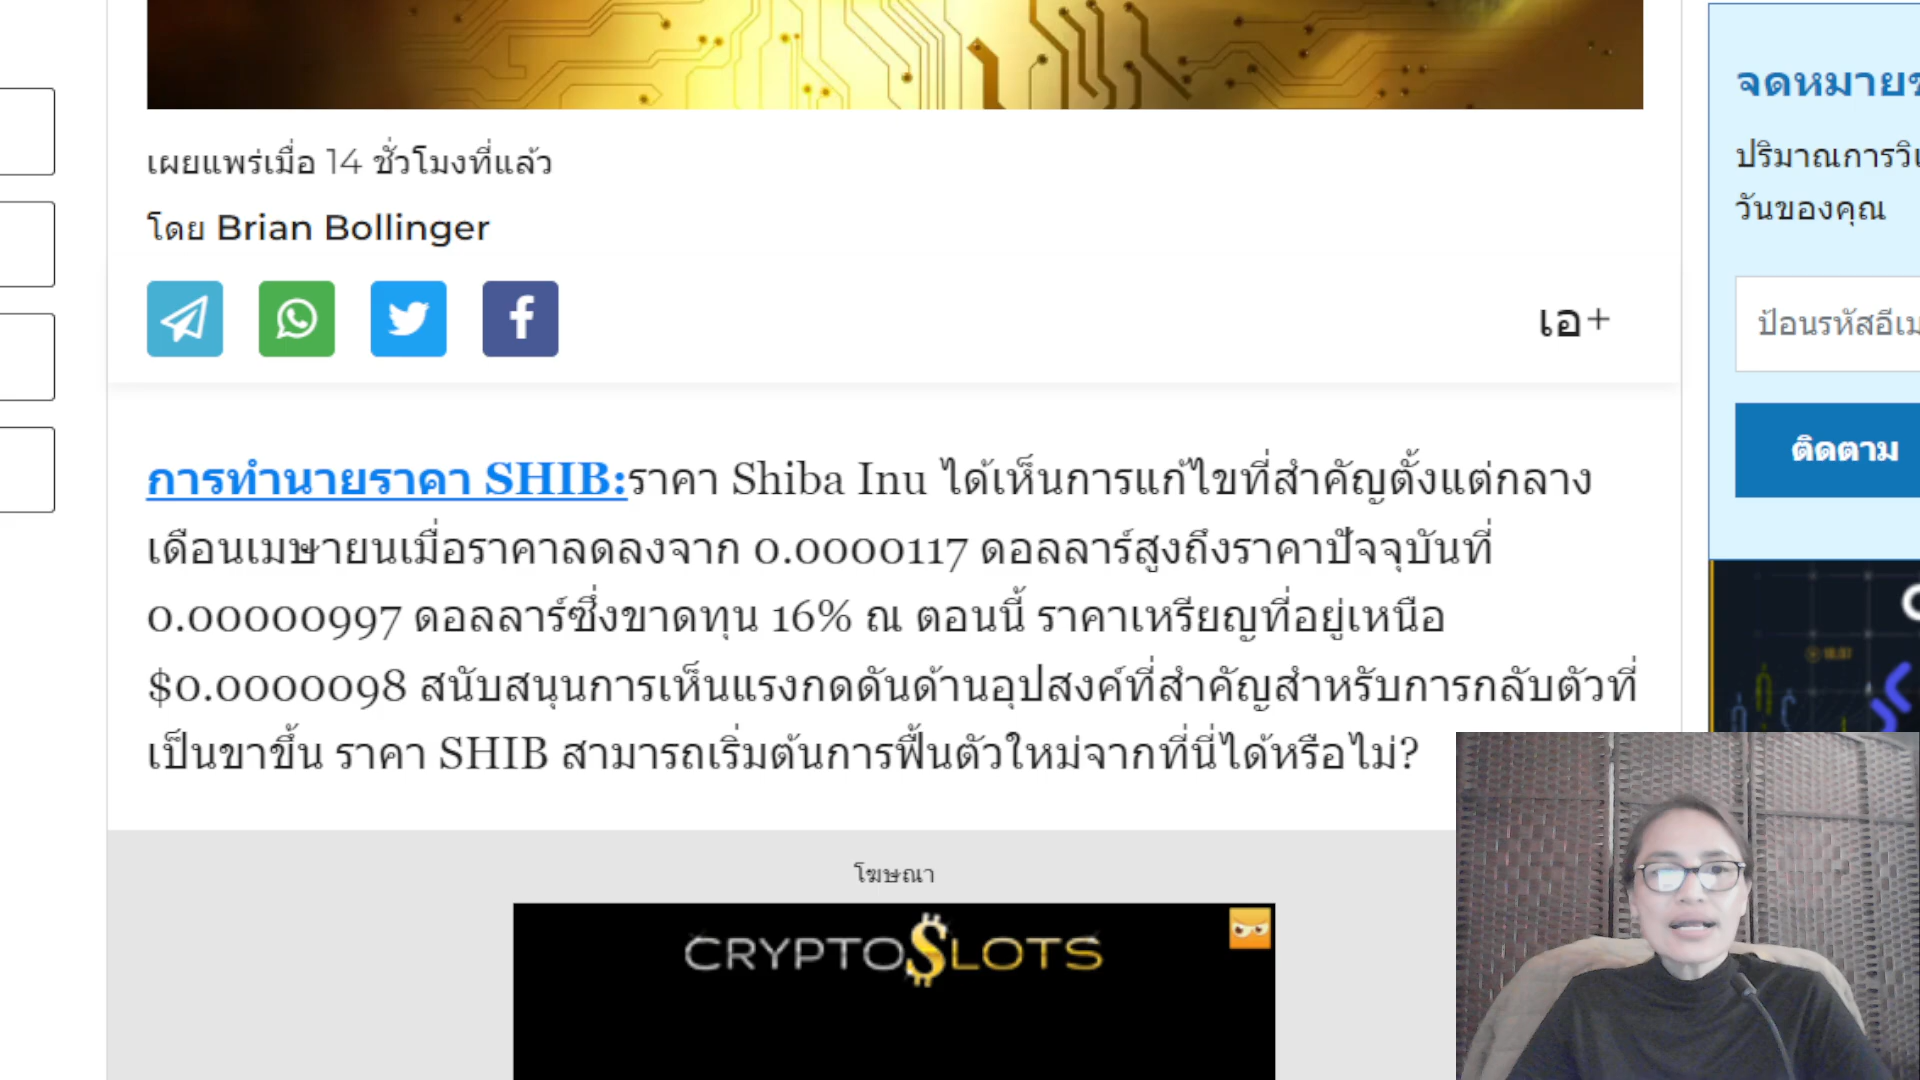 เผยแพร่เมื่อ 14 ชั่วโมงที่แล้ว
โดย Brian Bollinger
เอ+
การทำนายราคา SHIB:ราคา Shiba Inu ได้เห็นการแก้ไขที่สำคัญตั้งแต่กลาง
เดือนเมษายนเมื่อราคาลดลงจาก 0.0000117 ดอลลาร์สูงถึงราคาปัจจุบันที่
0.00000997 ดอลลาร์ซึ่งขาดทุน 16% ณ ตอนนี้ ราคาเหรียญที่อยู่เหนือ
$0.0000098 สนับสนุนการเห็นแรงกดดันด้านอุปสงค์ที่สำคัญสำหรับการกลับตัวที่
เป็นขาขึ้น ราคา SHIB สามารถเริ่มต้นการฟื้นตัวใหม่จากที่นี่ได้หรือไม่?
โฆษณา
CRYPTO$LOTS
จดหมายข
ปริมาณการวิเ
วันของคุณ
ป้อนรหัสอีเม
ติดตาม